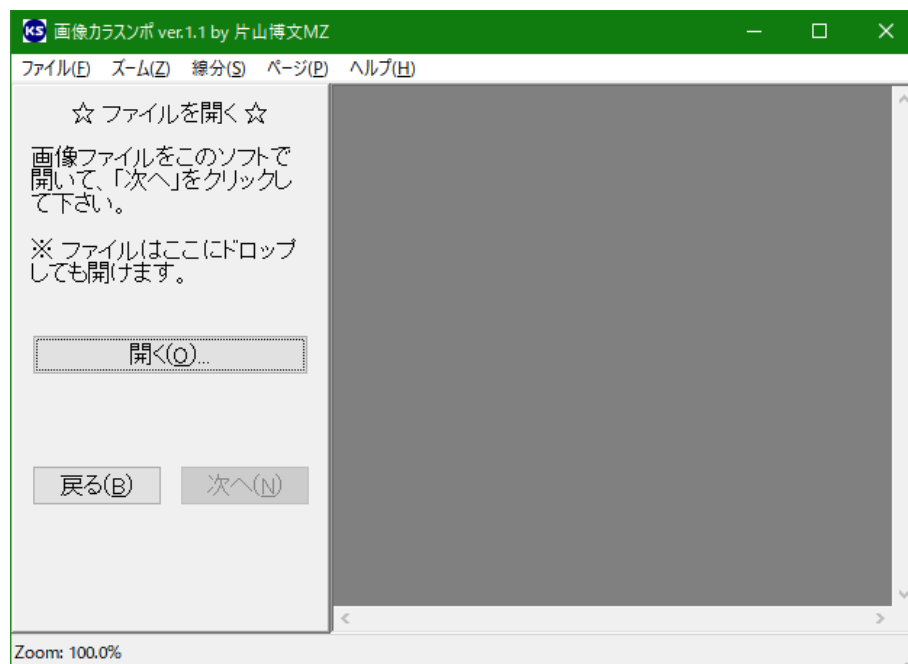 KS 画像カラスンポ ver.1.1 by 片山博文MZ
ファイル(F) ズーム(Z) 線分(S) ページ(P) ヘルプ(H)
☆ ファイルを開く ☆
画像ファイルをこのソフトで
開いて、「次へ」をクリックし
て下さい。
※ ファイルはここにドロップ
しても開けます。
開く(O)...
戻る(B) 次へ(N)
Zoom: 100.0%